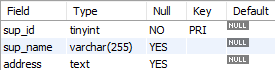 Field Type Null Key Default
sup_id tinyint NO PRI NULL
sup_name varchar(255) YES NULL
address text YES NULL